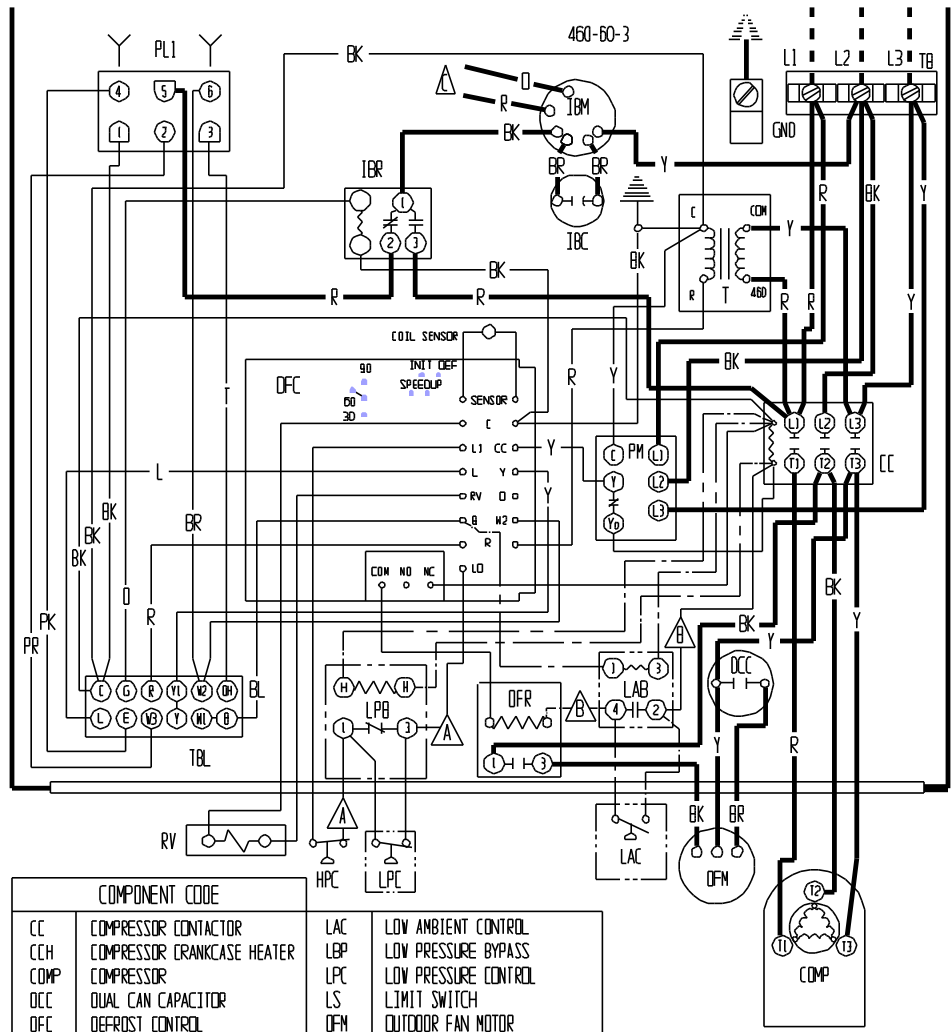 460-60-3
PL1
BK
4 5 6
1 2 3
C
O
R
IBM
BK
BR BR
IBC
Y
GND
L1 L2 L3 TB
R BK Y
IBR
1
2 3
BK
R R
BK
C COM
Y
R T 460
R R
Y
COIL SENSOR
DFC
90
60
30
INIT DEF
SPEEDUP
SENSOR
C
L1 CC
L Y
RV O
B W2
R
LO
COM NO NC
Y
Y
R
Y
BK
PM
C L1
Y L2
YO L3
L1 L2 L3
T1 T2 T3
CC
T
L
BK
BK
BK
BR
O
R
PK
PR
C G R Y1 W2 OH
L E W3 Y W1 B
BL
TBL
H H
LPB
1 3
A
DFR
1 3
B
1 3
LAB
4 2
B
BK
Y
DCC
BK
Y
Y
R
BK BR
RV
A
HPC
LPC
LAC
OFM
T2
T1 T3
COMP
COMPONENT CODE
CC COMPRESSOR CONTACTOR LAC LOW AMBIENT CONTROL
CCH COMPRESSOR CRANKCASE HEATER LBP LOW PRESSURE BYPASS
COMP COMPRESSOR LPC LOW PRESSURE CONTROL
DCC DUAL CAN CAPACITOR LS LIMIT SWITCH
DFC DEFROST CONTROL OFM OUTDOOR FAN MOTOR